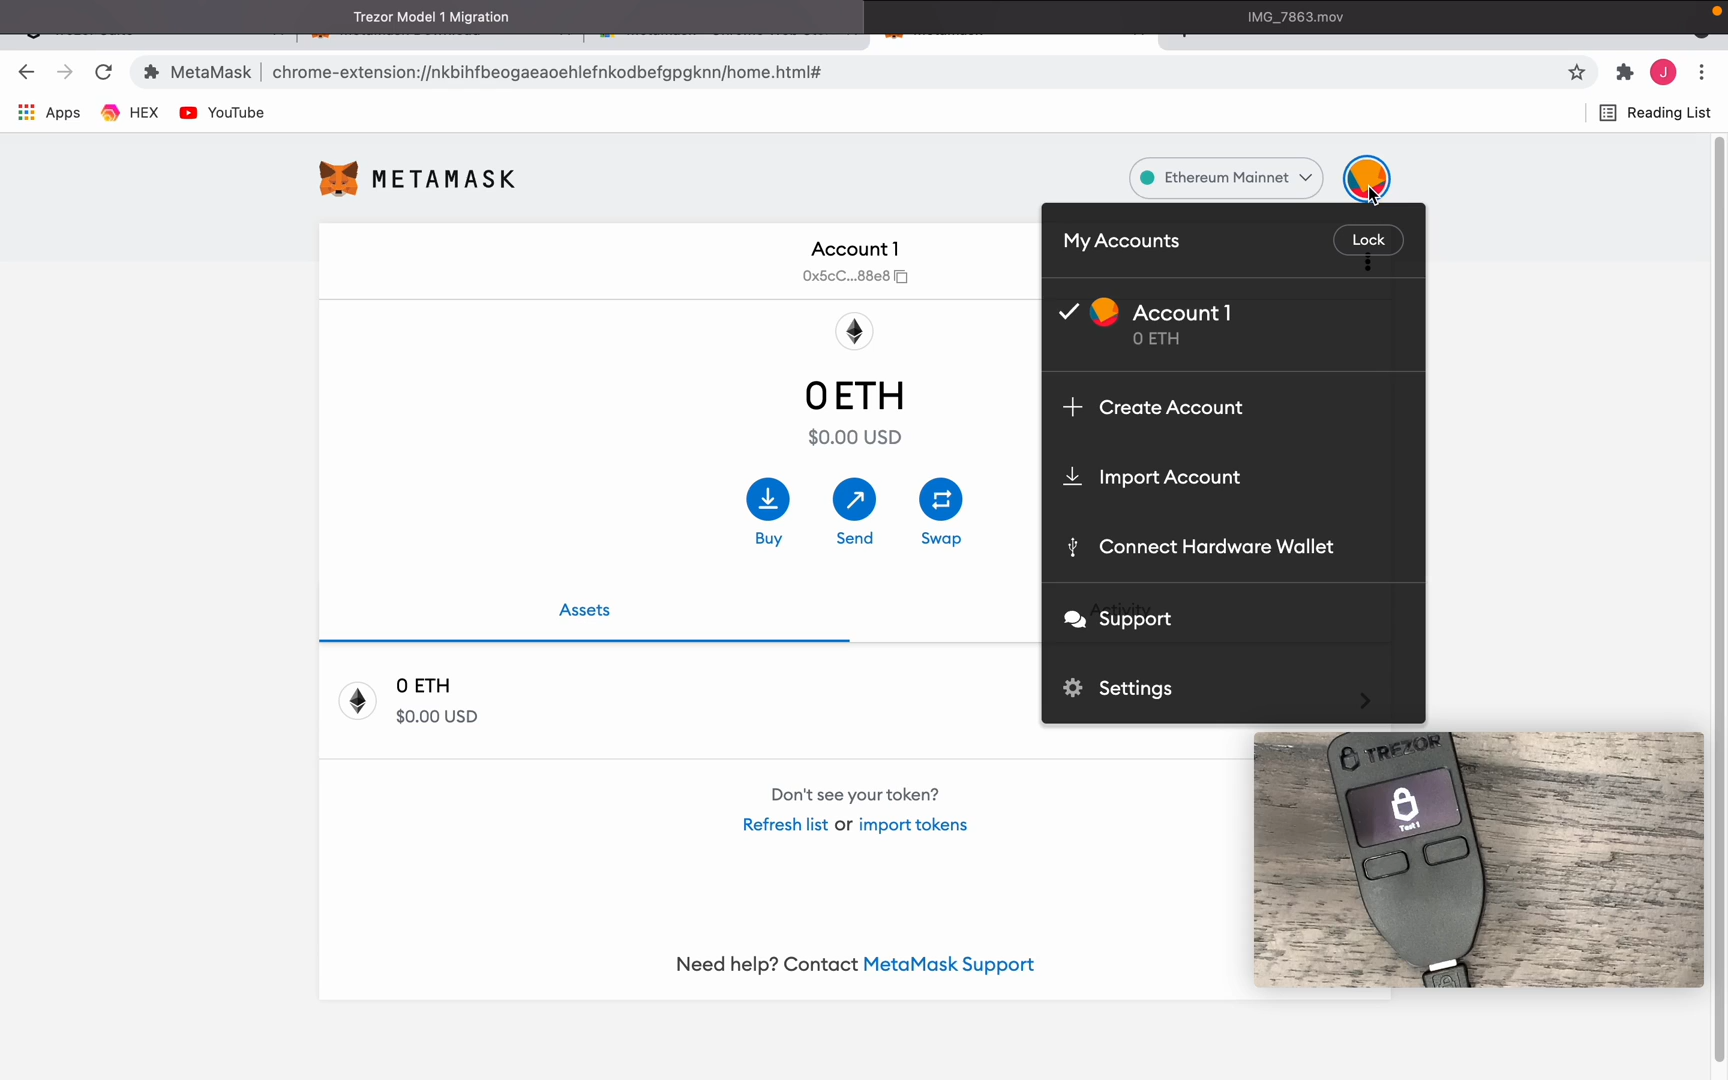 Trezor Model 1 Migration
IMG_7863.mov
MetaMask
chrome-extension://nkbihfbeogaeaoehlefnkodbefgpgknn/home.html#
J
Apps
HEX
YouTube
Reading List
METAMASK
Ethereum Mainnet
Account 1
0x5cC...88e8
0 ETH
$0.00 USD
Buy
Send
Swap
Assets
Activity
0 ETH
$0.00 USD
Don't see your token?
Refresh list or import tokens
Need help? Contact MetaMask Support
My Accounts
Lock
Account 1
0 ETH
Create Account
Import Account
Connect Hardware Wallet
Support
Settings
TREZOR
Test 1